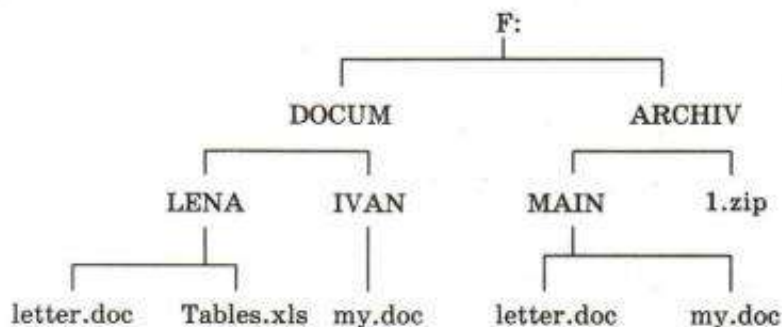 F:
DOCUM ARCHIV
LENA IVAN MAIN 1.zip
letter.doc Tables.xls my.doc letter.doc my.doc